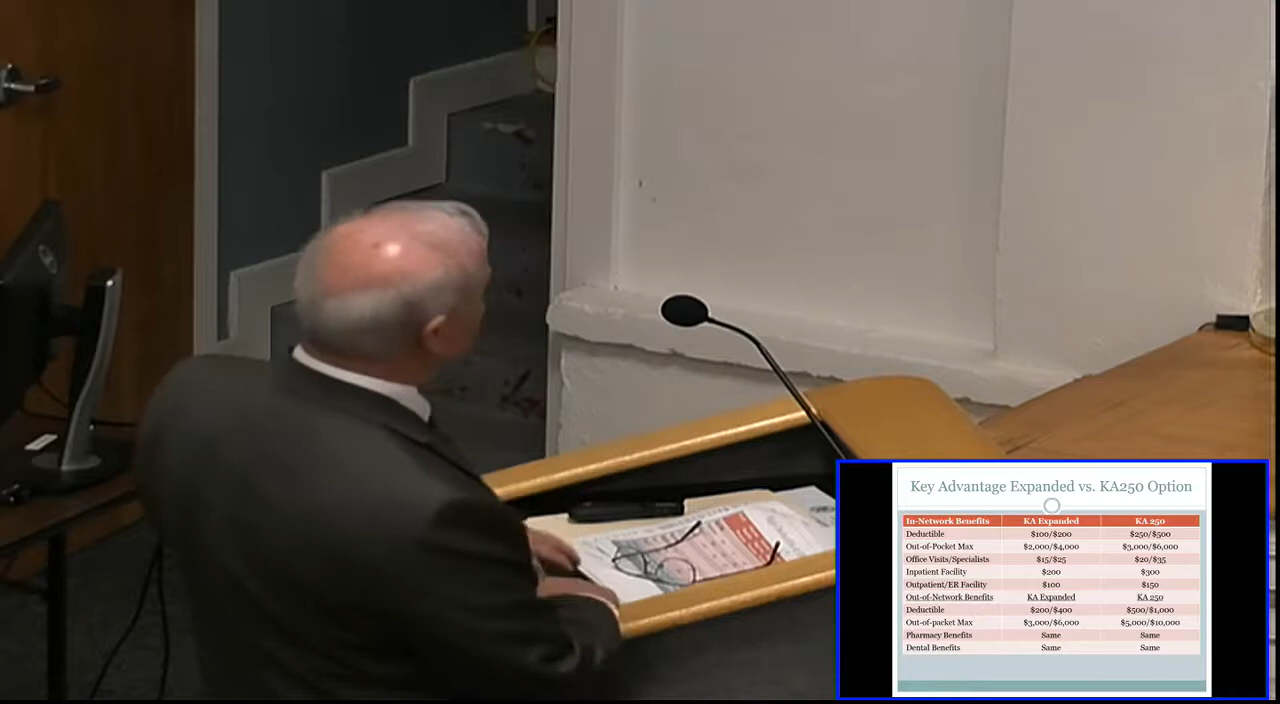 Key Advantage Expanded vs. KA250 Option
In-Network Benefits KA Expanded KA 250
Deductible $100/$200 $250/$500
Out-of-Pocket Max $2,000/$4,000 $3,000/$6,000
Office Visits/Specialists $15/$25 $20/$35
Inpatient Facility $200 $300
Outpatient/ER Facility $100 $150
Out-of-Network Benefits KA Expanded KA 250
Deductible $200/$400 $500/$1,000
Out-of-packet Max $3,000/$6,000 $5,000/$10,000
Pharmacy Benefits Same Same
Dental Benefits Same Same